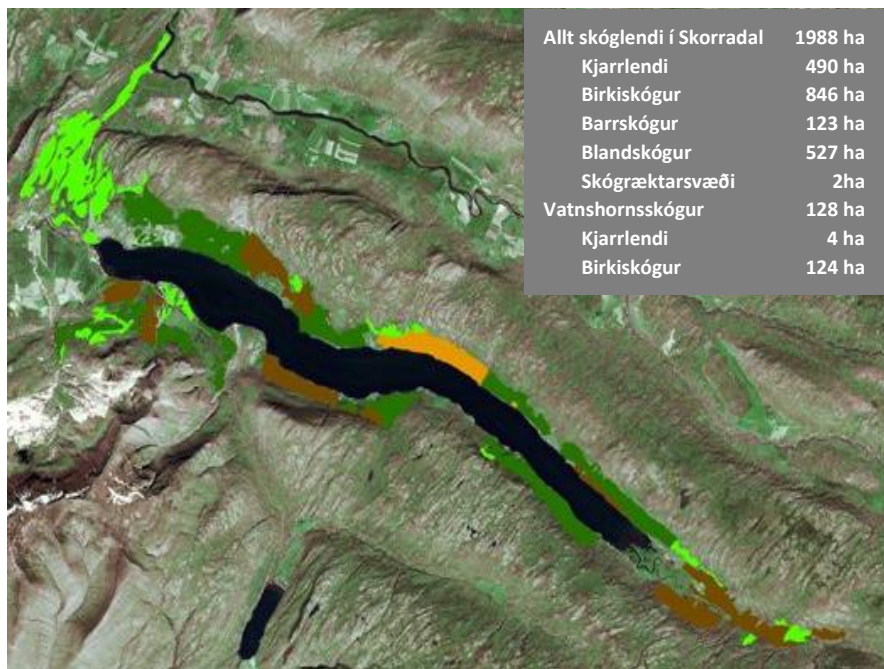 Allt skóglendi í Skorradal 1988 ha
Kjarrlendi 490 ha
Birkiskógur 846 ha
Barrskógur 123 ha
Blandskógur 527 ha
Skógræktarsvæði 2ha
Vatnshornsskógur 128 ha
Kjarrlendi 4 ha
Birkiskógur 124 ha